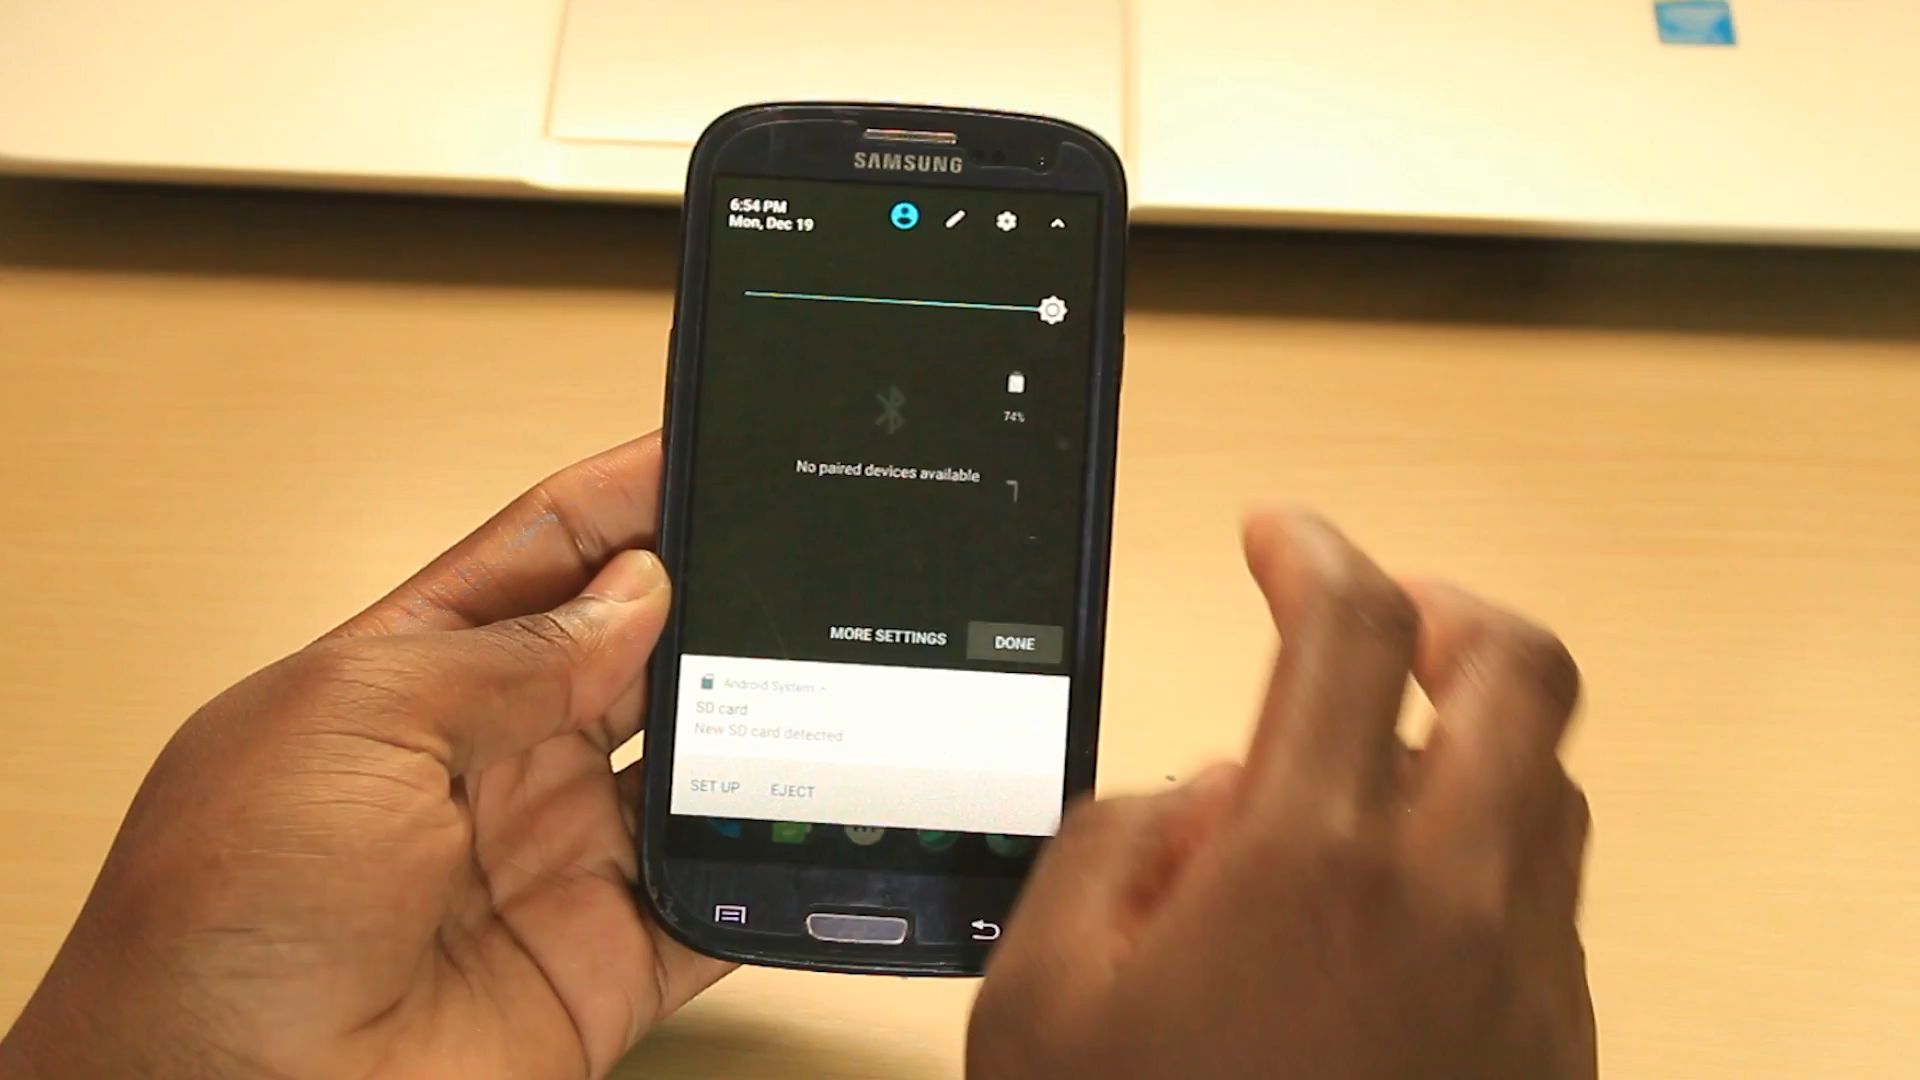 SAMSUNG
6:54 PM
Mon, Dec 19
74%
No paired devices available
MORE SETTINGS
DONE
Android System
SD card
New SD card detected
SET UP
EJECT